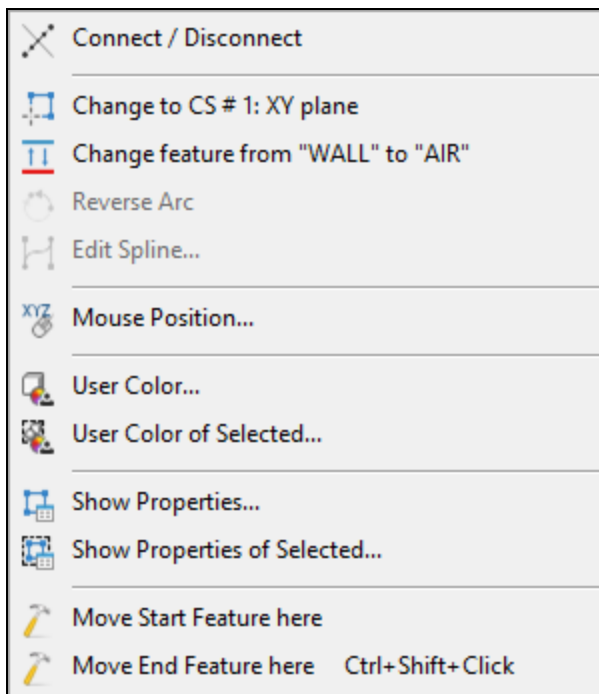 Connect / Disconnect
Change to CS # 1: XY plane
Change feature from "WALL" to "AIR"
Reverse Arc
Edit Spline...
XYZ Mouse Position...
User Color...
User Color of Selected...
Show Properties...
Show Properties of Selected...
Move Start Feature here
Move End Feature here Ctrl+Shift+Click